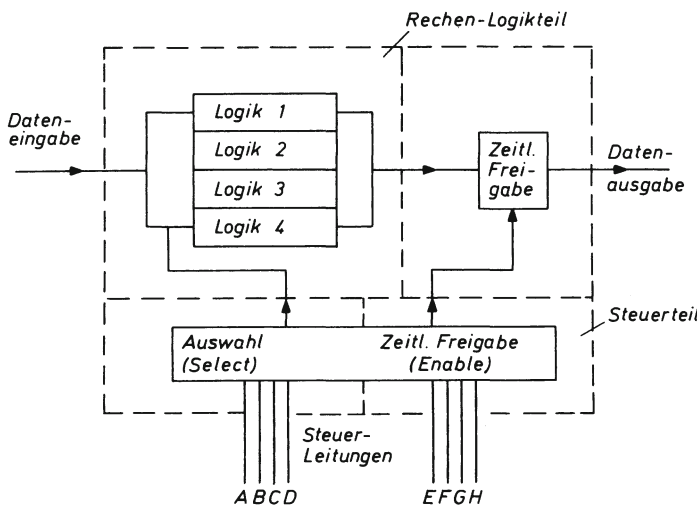 Rechen-Logikteil
Daten-
eingabe
Logik 1
Logik 2
Logik 3
Logik 4
Zeitl.
Frei-
gabe
Daten-
ausgabe
Steuerteil
Auswahl
(Select)
Zeitl. Freigabe
(Enable)
Steuer-
Leitungen
ABCD
EFGH